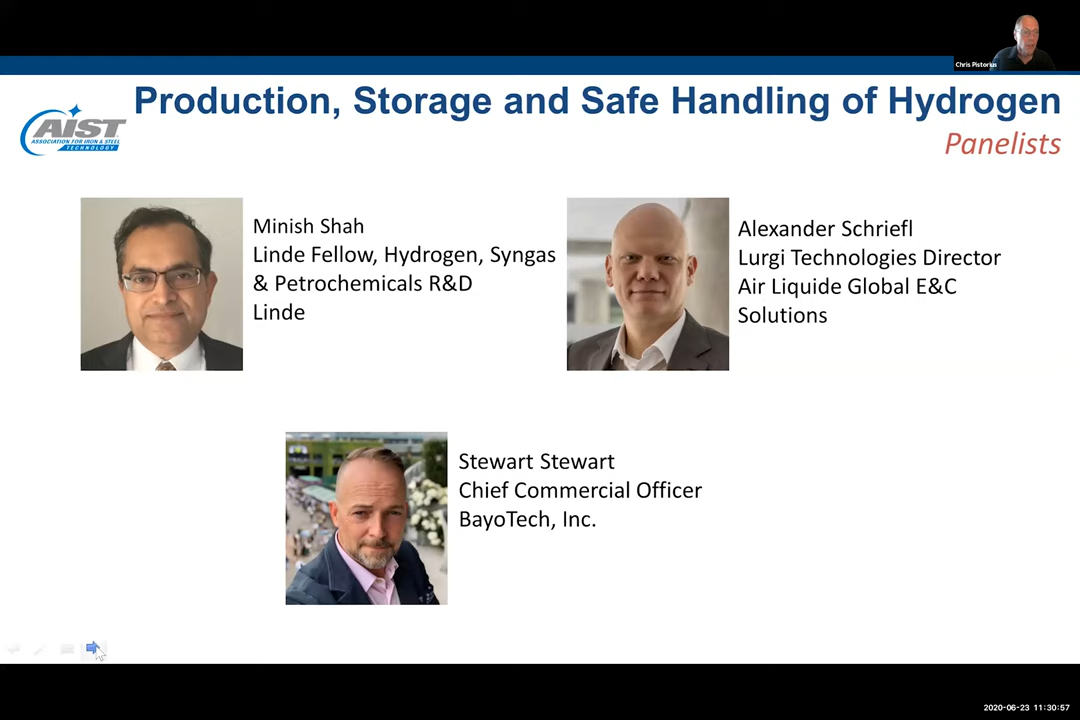 Chris Pistorius
Production, Storage and Safe Handling of Hydrogen
AIST
ASSOCIATION FOR IRON & STEEL
TECHNOLOGY
Panelists
Minish Shah
Linde Fellow, Hydrogen, Syngas
& Petrochemicals R&D
Linde
Alexander Schriefl
Lurgi Technologies Director
Air Liquide Global E&C
Solutions
Stewart Stewart
Chief Commercial Officer
BayoTech, Inc.
2020-06-23 11:30:57